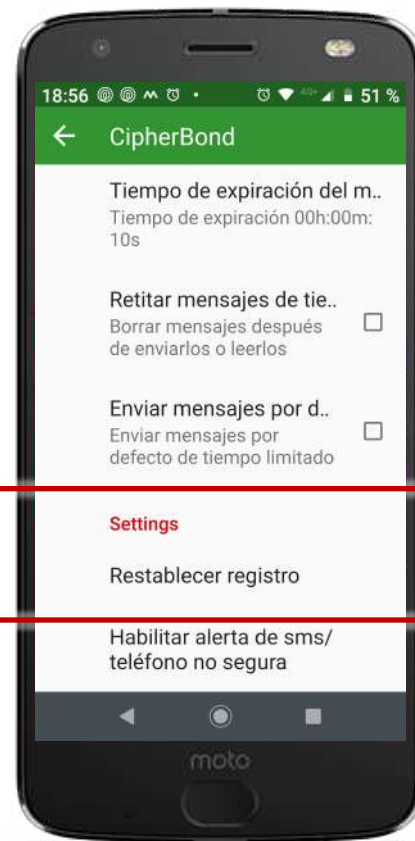 18:56 51 %
CipherBond
Tiempo de expiración del m..
Tiempo de expiración 00h:00m:
10s
Retitar mensajes de tie..
Borrar mensajes después
de enviarlos o leerlos
Enviar mensajes por d..
Enviar mensajes por
defecto de tiempo limitado
Settings
Restablecer registro
Habilitar alerta de sms/
teléfono no segura
moto